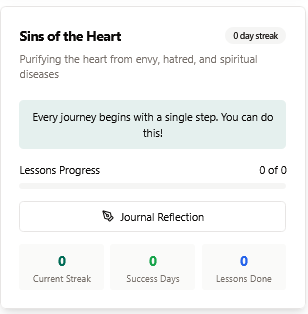 Sins of the Heart
0 day streak
Purifying the heart from envy, hatred, and spiritual
diseases
Every journey begins with a single step. You can do
this!
Lessons Progress
0 of 0
Journal Reflection
0
0
0
Current Streak
Success Days
Lessons Done